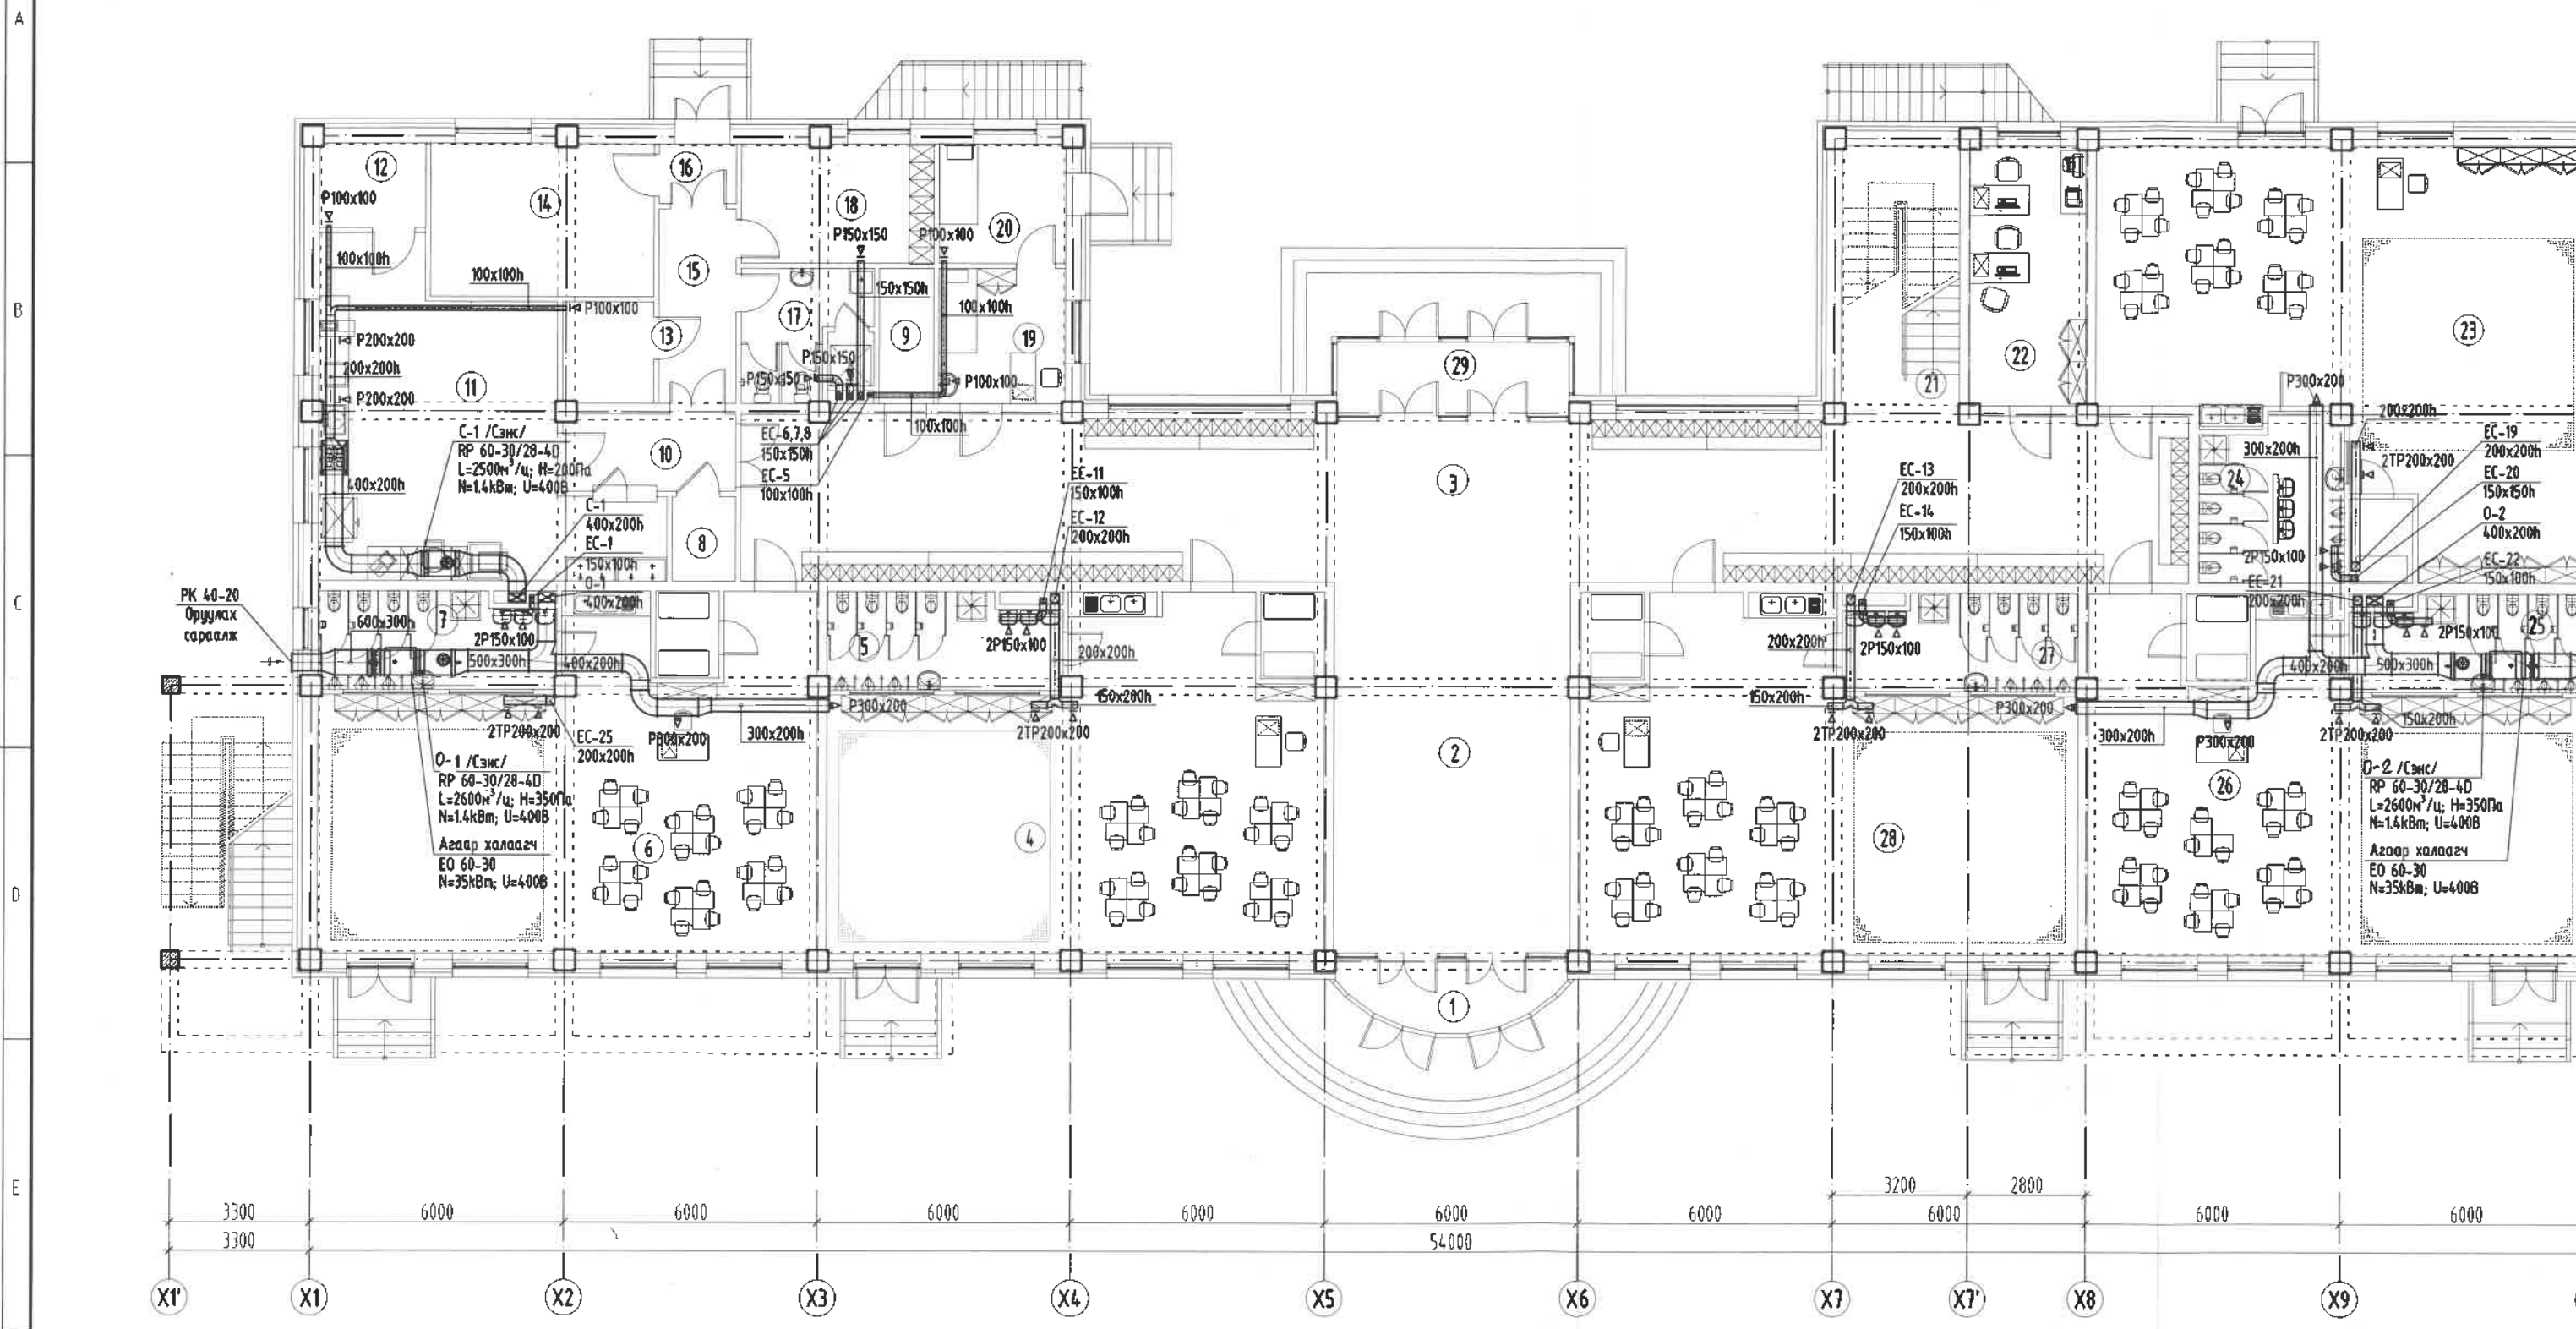 A
B
C
D
E
12
P100x100
100x100h
14
100x100h
P100x100
16
15
13
17
18
P150x150
150x150h
P150x150
P150x150
9
20
P100x100
100x100h
19
P100x100
100x100h
P200x200
200x200h
11
P200x200
400x200h
C-1 /Сэнс/
RP 60-30/28-4D
L=2500м³/ц; H=200Па
N=1.4kBm; U=400В
10
8
C-1
400x200h
EC-1
150x100h
O-1
400x200h
EC-6,7,8
150x150h
EC-5
100x100h
EC-11
150x100h
EC-12
200x200h
PK 40-20
Оруулах
сараалж
600x300h
7
2P150x100
500x300h
400x200h
5
2P150x100
200x200h
150x200h
P300x200
2TP200x200
2TP200x200
EC-25
200x200h
P300x200
300x200h
O-1 /Сэнс/
RP 60-30/28-4D
L=2600м³/ц; H=350Па
N=1.4kBm; U=400В
Агаар халаагч
EO 60-30
N=35kBm; U=400В
6
4
29
3
2
1
21
22
23
P300x200
200x200h
300x200h
2TP200x200
24
EC-19
200x200h
EC-20
150x150h
O-2
400x200h
EC-22
150x100h
EC-13
200x200h
EC-14
150x100h
2P150x100
EC-21
200x200h
200x200h
2P150x100
27
2P150x100
25
400x200h
500x300h
150x200h
P300x200
2TP200x200
300x200h
P300x200
2TP200x200
150x200h
28
26
O-2 /Сэнс/
RP 60-30/28-4D
L=2600м³/ц; H=350Па
N=1.4kBm; U=400В
Агаар халаагч
EO 60-30
N=35kBm; U=400В
3200
2800
3300
6000
6000
6000
6000
6000
6000
6000
6000
6000
3300
54000
X1'
X1
X2
X3
X4
X5
X6
X7
X7'
X8
X9